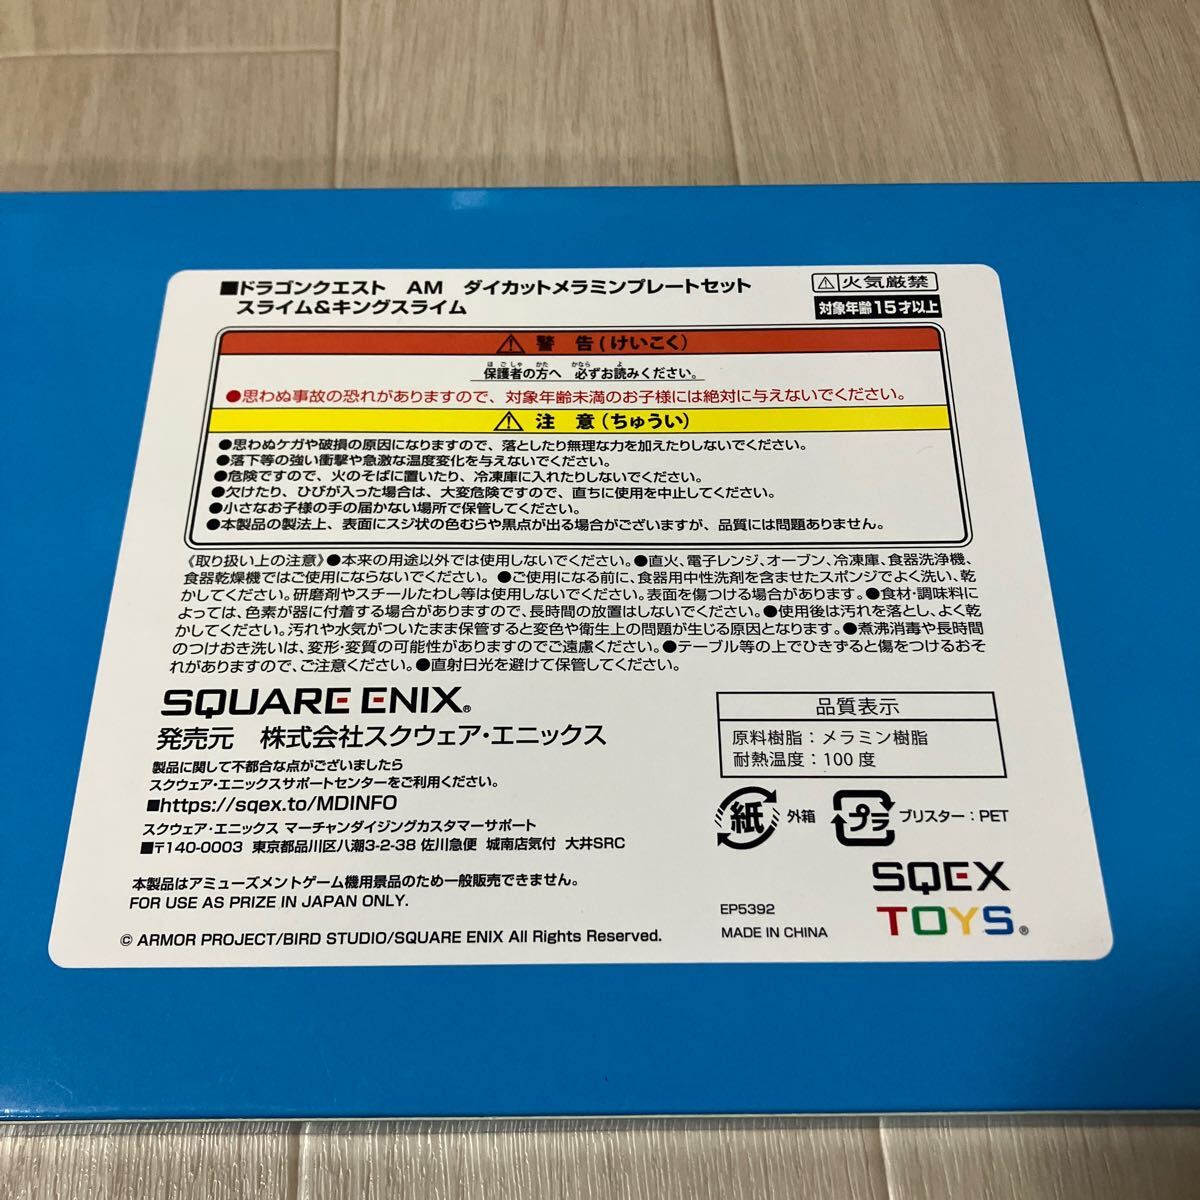 ■ドラゴンクエスト　AM　ダイカットメラミンプレートセット
スライム&キングスライム
⚠火気厳禁
対象年齢15才以上
⚠ 警 告(けいこく)
保護者の方へ 必ずお読みください。
●思わぬ事故の恐れがありますので、対象年齢未満のお子様には絶対に与えないでください。
⚠ 注 意(ちゅうい)
●思わぬケガや破損の原因になりますので、落としたり無理な力を加えたりしないでください。
●落下等の強い衝撃や急激な温度変化を与えないでください。
●危険ですので、火のそばに置いたり、冷凍庫に入れたりしないでください。
●欠けたり、ひびが入った場合は、大変危険ですので、直ちに使用を中止してください。
●小さなお子様の手の届かない場所で保管してください。
●本製品の製法上、表面にスジ状の色むらや黒点が出る場合がございますが、品質には問題ありません。
《取り扱い上の注意》●本来の用途以外では使用しないでください。●直火、電子レンジ、オーブン、冷凍庫、食器洗浄機、
食器乾燥機ではご使用にならないでください。●ご使用になる前に、食器用中性洗剤を含ませたスポンジでよく洗い、乾
かしてください。研磨剤やスチールたわし等は使用しないでください。表面を傷つける場合があります。●食材・調味料に
よっては、色素が器に付着する場合がありますので、長時間の放置はしないでください。●使用後は汚れを落とし、よく乾
かしてください。汚れや水気がついたまま保管すると変色や衛生上の問題が生じる原因となります。●煮沸消毒や長時間
のつけおき洗いは、変形・変質の可能性がありますのでご遠慮ください。●テーブル等の上でひきずると傷をつけるおそ
れがありますので、ご注意ください。●直射日光を避けて保管してください。
SQUARE ENIX®
発売元　株式会社スクウェア・エニックス
製品に関して不都合な点がございましたら
スクウェア・エニックスサポートセンターをご利用ください。
■https://sqex.to/MDINFO
スクウェア・エニックス マーチャンダイジングカスタマーサポート
■〒140-0003 東京都品川区八潮3-2-38 佐川急便 城南店気付 大井SRC
本製品はアミューズメントゲーム機用景品のため一般販売できません。
FOR USE AS PRIZE IN JAPAN ONLY.
© ARMOR PROJECT/BIRD STUDIO/SQUARE ENIX All Rights Reserved.
品質表示
原料樹脂：メラミン樹脂
耐熱温度：100 度
紙 外箱
プラ ブリスター：PET
SQEX
TOYS®
EP5392
MADE IN CHINA